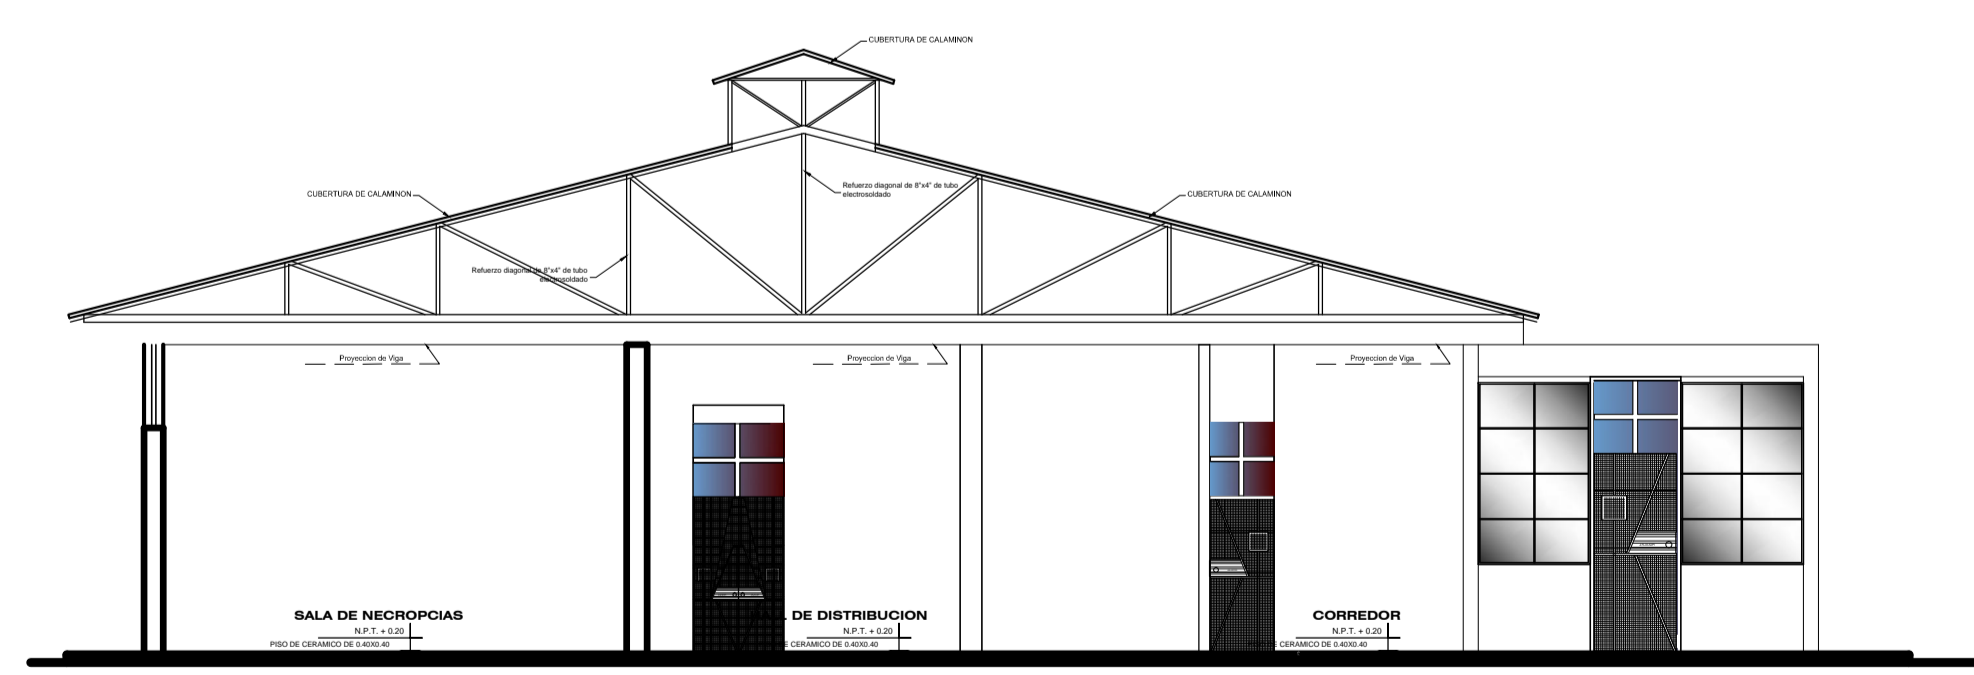 CUBERTURA DE CALAMINON
CUBERTURA DE CALAMINON
Refuerzo diagonal de 8"x4" de tubo
electrosoldado
CUBERTURA DE CALAMINON
Refuerzo diagonal de 8"x4" de tubo
electrosoldado
Proyeccion de Viga
Proyeccion de Viga
Proyeccion de Viga
SALA DE NECROPCIAS
N.P.T. + 0.20
PISO DE CERAMICO DE 0.40X0.40
DE DISTRIBUCION
N.P.T. + 0.20
E CERAMICO DE 0.40X0.40
CORREDOR
N.P.T. + 0.20
E CERAMICO DE 0.40X0.40